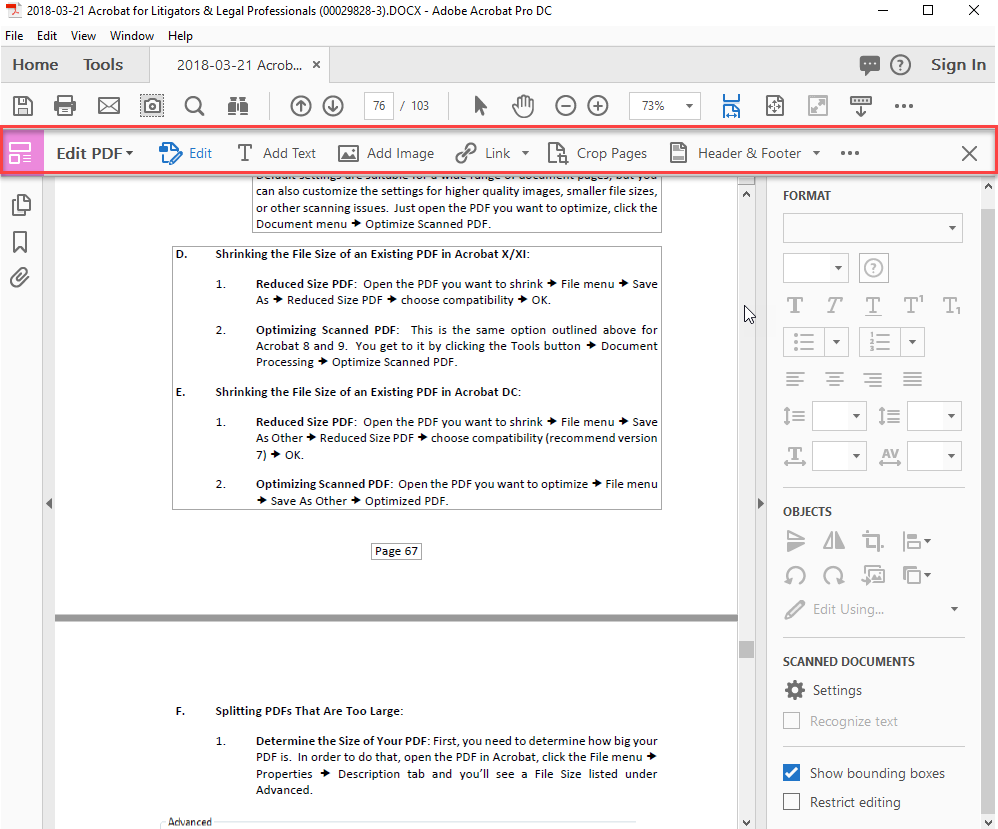 2018-03-21 Acrobat for Litigators & Legal Professionals (00029828-3).DOCX - Adobe Acrobat Pro DC
File Edit View Window Help
Home Tools 2018-03-21 Acrob... × Sign In
76 / 103 73%
Edit PDF Edit Add Text Add Image Link Crop Pages Header & Footer
Default settings are suitable for a wide range of document pages, but you
can also customize the settings for higher quality images, smaller file sizes,
or other scanning issues. Just open the PDF you want to optimize, click the
Document menu → Optimize Scanned PDF.
D. Shrinking the File Size of an Existing PDF in Acrobat X/XI:
1. Reduced Size PDF: Open the PDF you want to shrink → File menu → Save
As → Reduced Size PDF → choose compatibility → OK.
2. Optimizing Scanned PDF: This is the same option outlined above for
Acrobat 8 and 9. You get to it by clicking the Tools button → Document
Processing → Optimize Scanned PDF.
E. Shrinking the File Size of an Existing PDF in Acrobat DC:
1. Reduced Size PDF: Open the PDF you want to shrink → File menu → Save
As Other → Reduced Size PDF → choose compatibility (recommend version
7) → OK.
2. Optimizing Scanned PDF: Open the PDF you want to optimize → File menu
→ Save As Other → Optimized PDF.
Page 67
F. Splitting PDFs That Are Too Large:
1. Determine the Size of Your PDF: First, you need to determine how big your
PDF is. In order to do that, open the PDF in Acrobat, click the File menu →
Properties → Description tab and you'll see a File Size listed under
Advanced.
Advanced
FORMAT
OBJECTS
Edit Using...
SCANNED DOCUMENTS
Settings
Recognize text
Show bounding boxes
Restrict editing